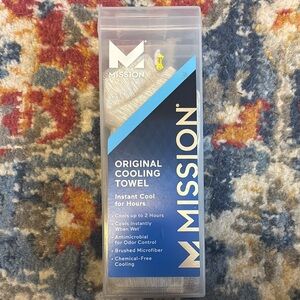 MISSION
MISSION
ORIGINAL
COOLING
TOWEL
Instant Cool
for Hours
• Cools up to 2 Hours
• Cools Instantly
When Wet
• Antimicrobial
for Odor Control
• Brushed Microfiber
• Chemical-Free
Cooling